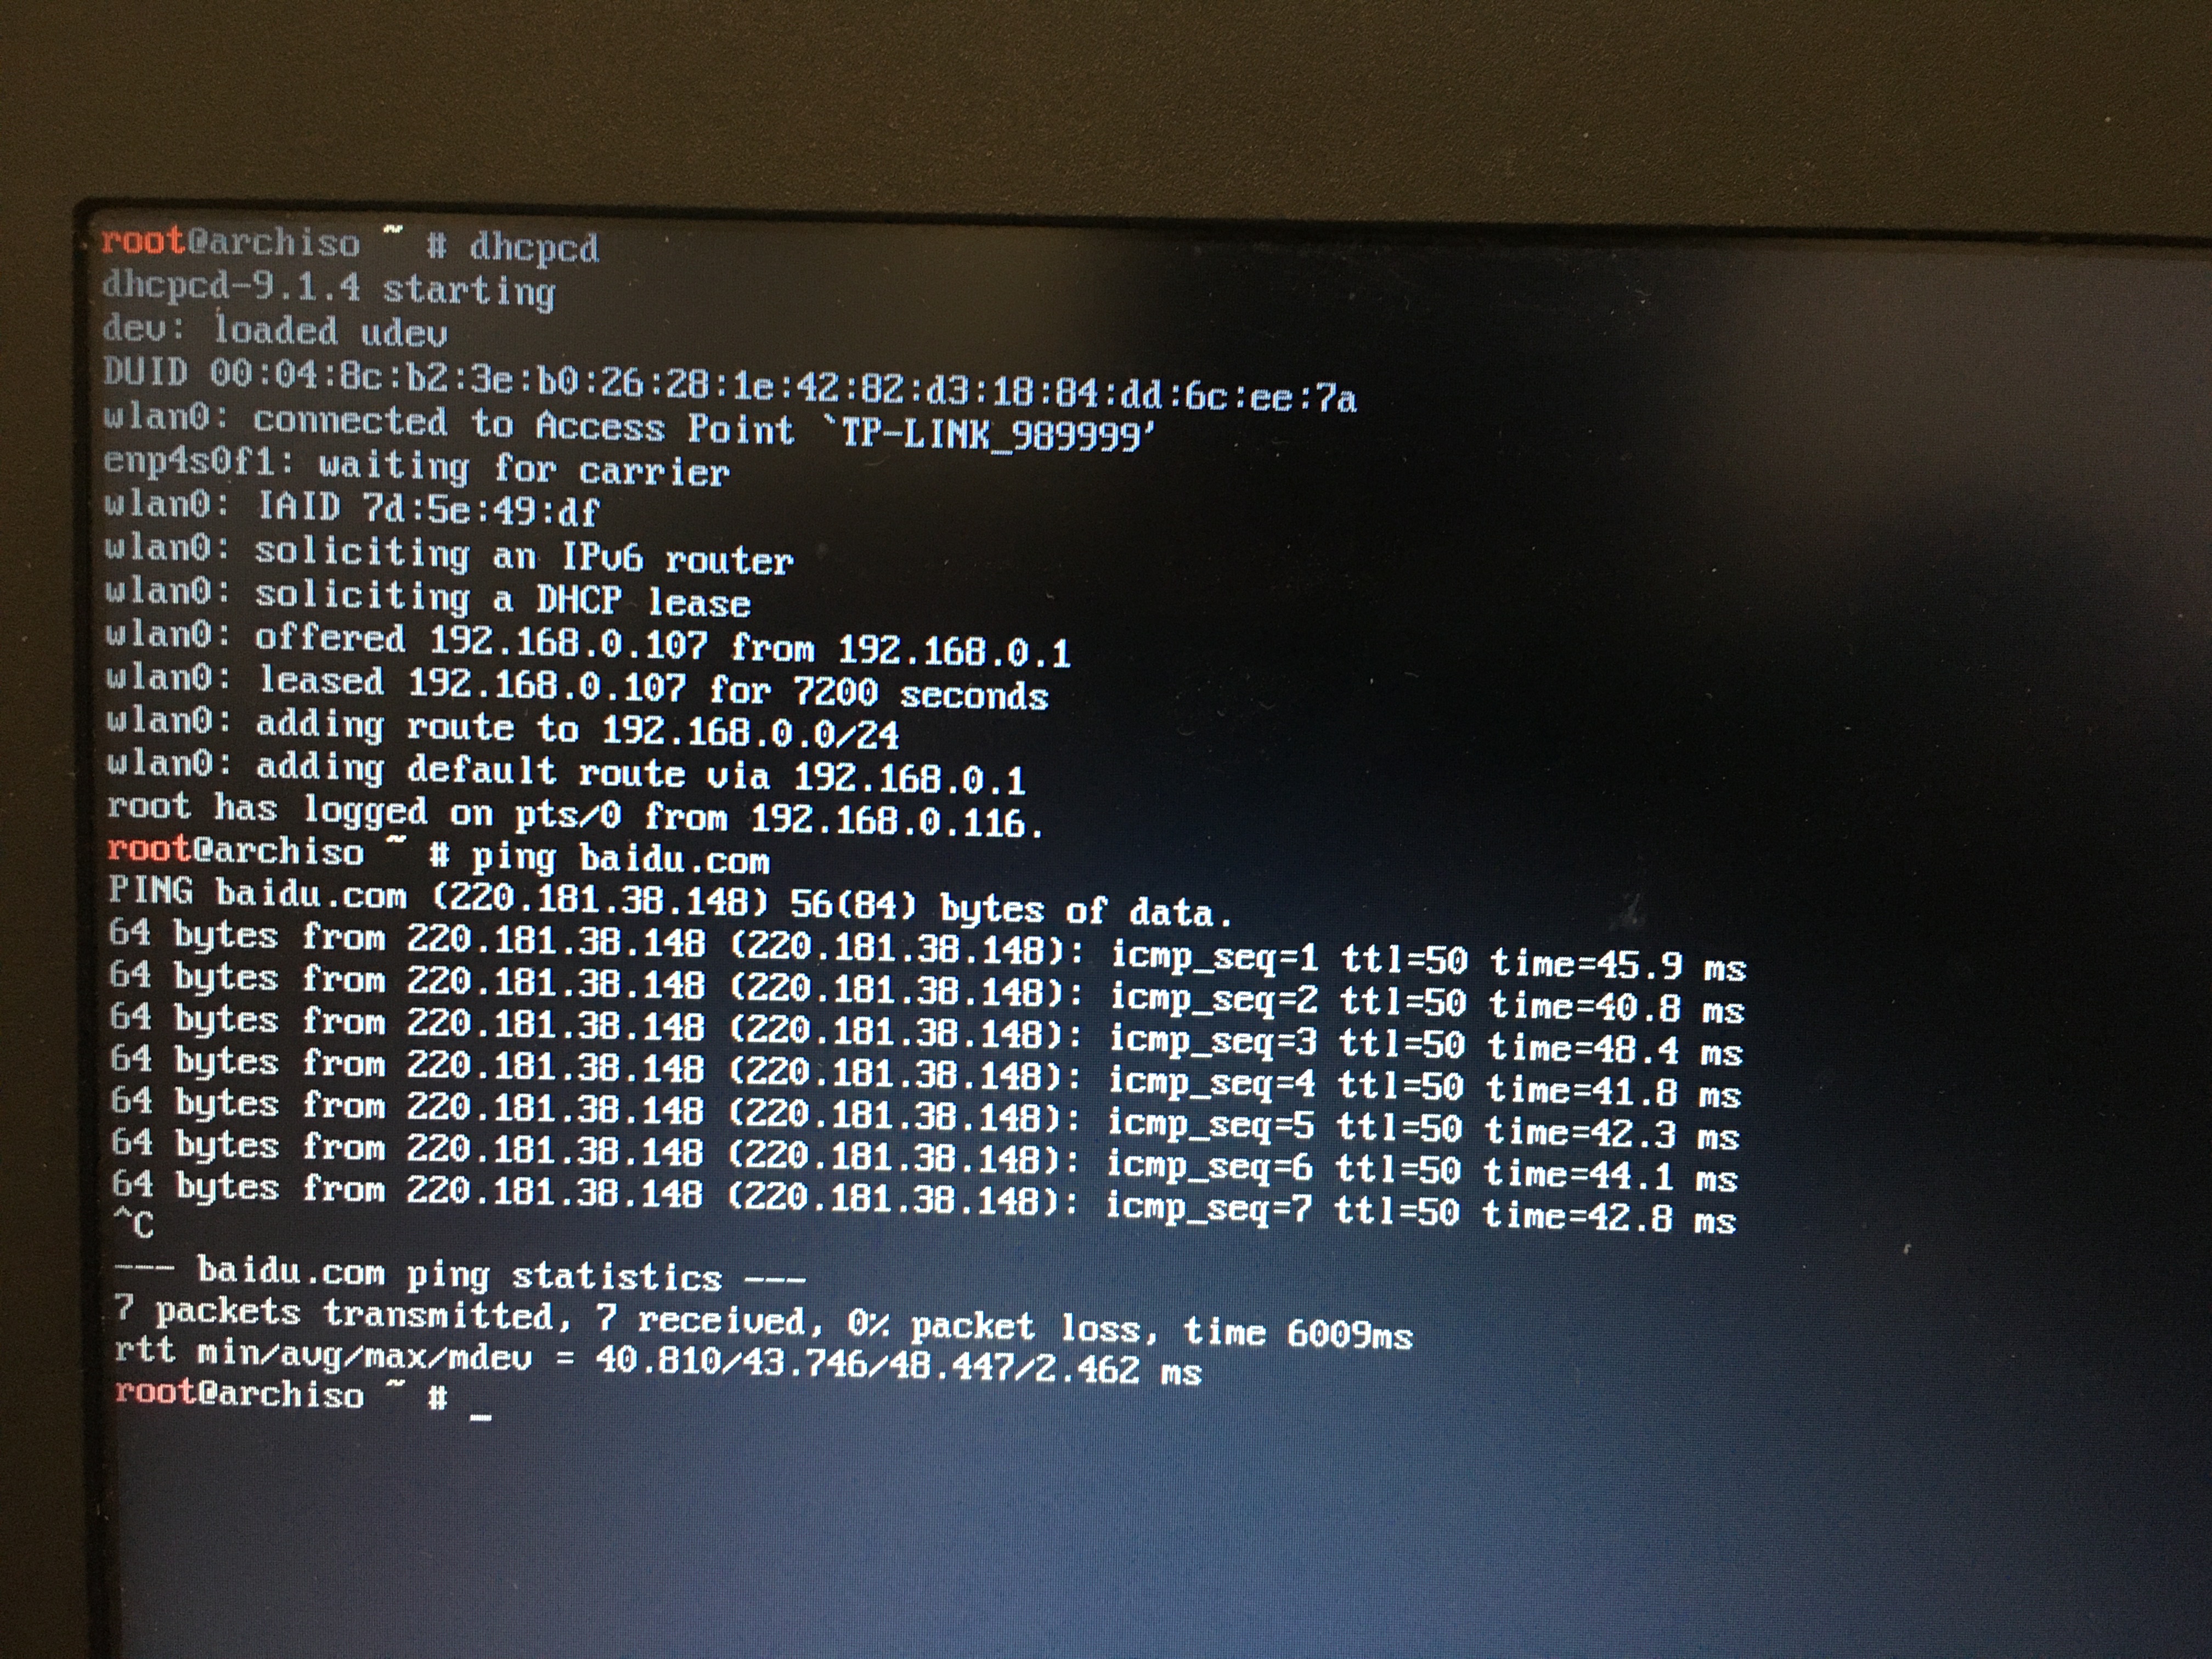 root@archiso ~ # dhcpcd
dhcpcd-9.1.4 starting
dev: loaded udev
DUID 00:04:8c:b2:3e:b0:26:28:1e:42:82:d3:18:84:dd:6c:ee:7a
wlan0: connected to Access Point `TP-LINK_989999'
enp4s0f1: waiting for carrier
wlan0: IAID 7d:5e:49:df
wlan0: soliciting an IPv6 router
wlan0: soliciting a DHCP lease
wlan0: offered 192.168.0.107 from 192.168.0.1
wlan0: leased 192.168.0.107 for 7200 seconds
wlan0: adding route to 192.168.0.0/24
wlan0: adding default route via 192.168.0.1
root has logged on pts/0 from 192.168.0.116.
root@archiso ~ # ping baidu.com
PING baidu.com (220.181.38.148) 56(84) bytes of data.
64 bytes from 220.181.38.148 (220.181.38.148): icmp_seq=1 ttl=50 time=45.9 ms
64 bytes from 220.181.38.148 (220.181.38.148): icmp_seq=2 ttl=50 time=40.8 ms
64 bytes from 220.181.38.148 (220.181.38.148): icmp_seq=3 ttl=50 time=48.4 ms
64 bytes from 220.181.38.148 (220.181.38.148): icmp_seq=4 ttl=50 time=41.8 ms
64 bytes from 220.181.38.148 (220.181.38.148): icmp_seq=5 ttl=50 time=42.3 ms
64 bytes from 220.181.38.148 (220.181.38.148): icmp_seq=6 ttl=50 time=44.1 ms
64 bytes from 220.181.38.148 (220.181.38.148): icmp_seq=7 ttl=50 time=42.8 ms
^C
--- baidu.com ping statistics ---
7 packets transmitted, 7 received, 0% packet loss, time 6009ms
rtt min/avg/max/mdev = 40.810/43.746/48.447/2.462 ms
root@archiso ~ # _